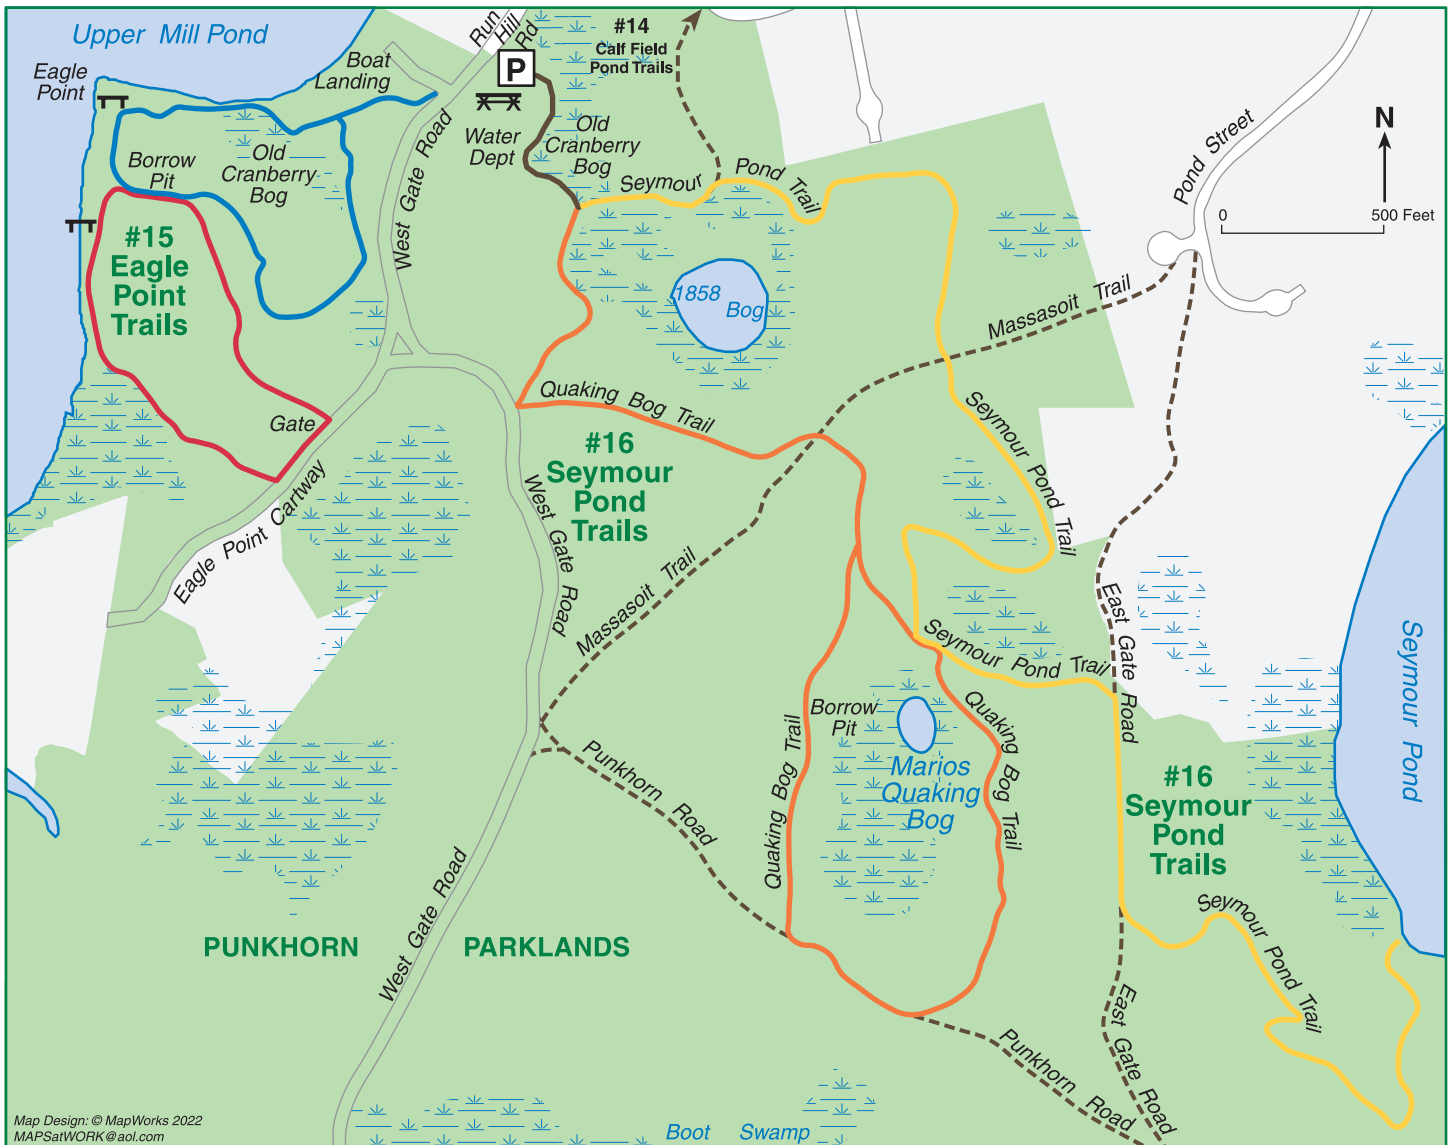 Upper Mill Pond
Eagle
Point
Boat
Landing
Run
Hill
Rd
P
#14
Calf Field
Pond Trails
Water
Dept
Old
Cranberry
Bog
Borrow
Pit
Old
Cranberry
Bog
West Gate Road
Seymour Pond Trail
Pond Street
N
0 500 Feet
#15
Eagle
Point
Trails
1858 Bog
Massasoit Trail
Gate
Quaking Bog Trail
#16
Seymour
Pond
Trails
Seymour Pond Trail
Eagle Point Cartway
West Gate Road
Massasoit Trail
East Gate Road
Seymour Pond Trail
Seymour Pond
Borrow
Pit
Quaking Bog Trail
Quaking Bog Trail
Marios
Quaking
Bog
Punkhorn Road
#16
Seymour
Pond
Trails
West Gate Road
PUNKHORN PARKLANDS
Seymour Pond Trail
East Gate Road
Punkhorn Road
Boot Swamp
Map Design: © MapWorks 2022
MAPSatWORK@aol.com